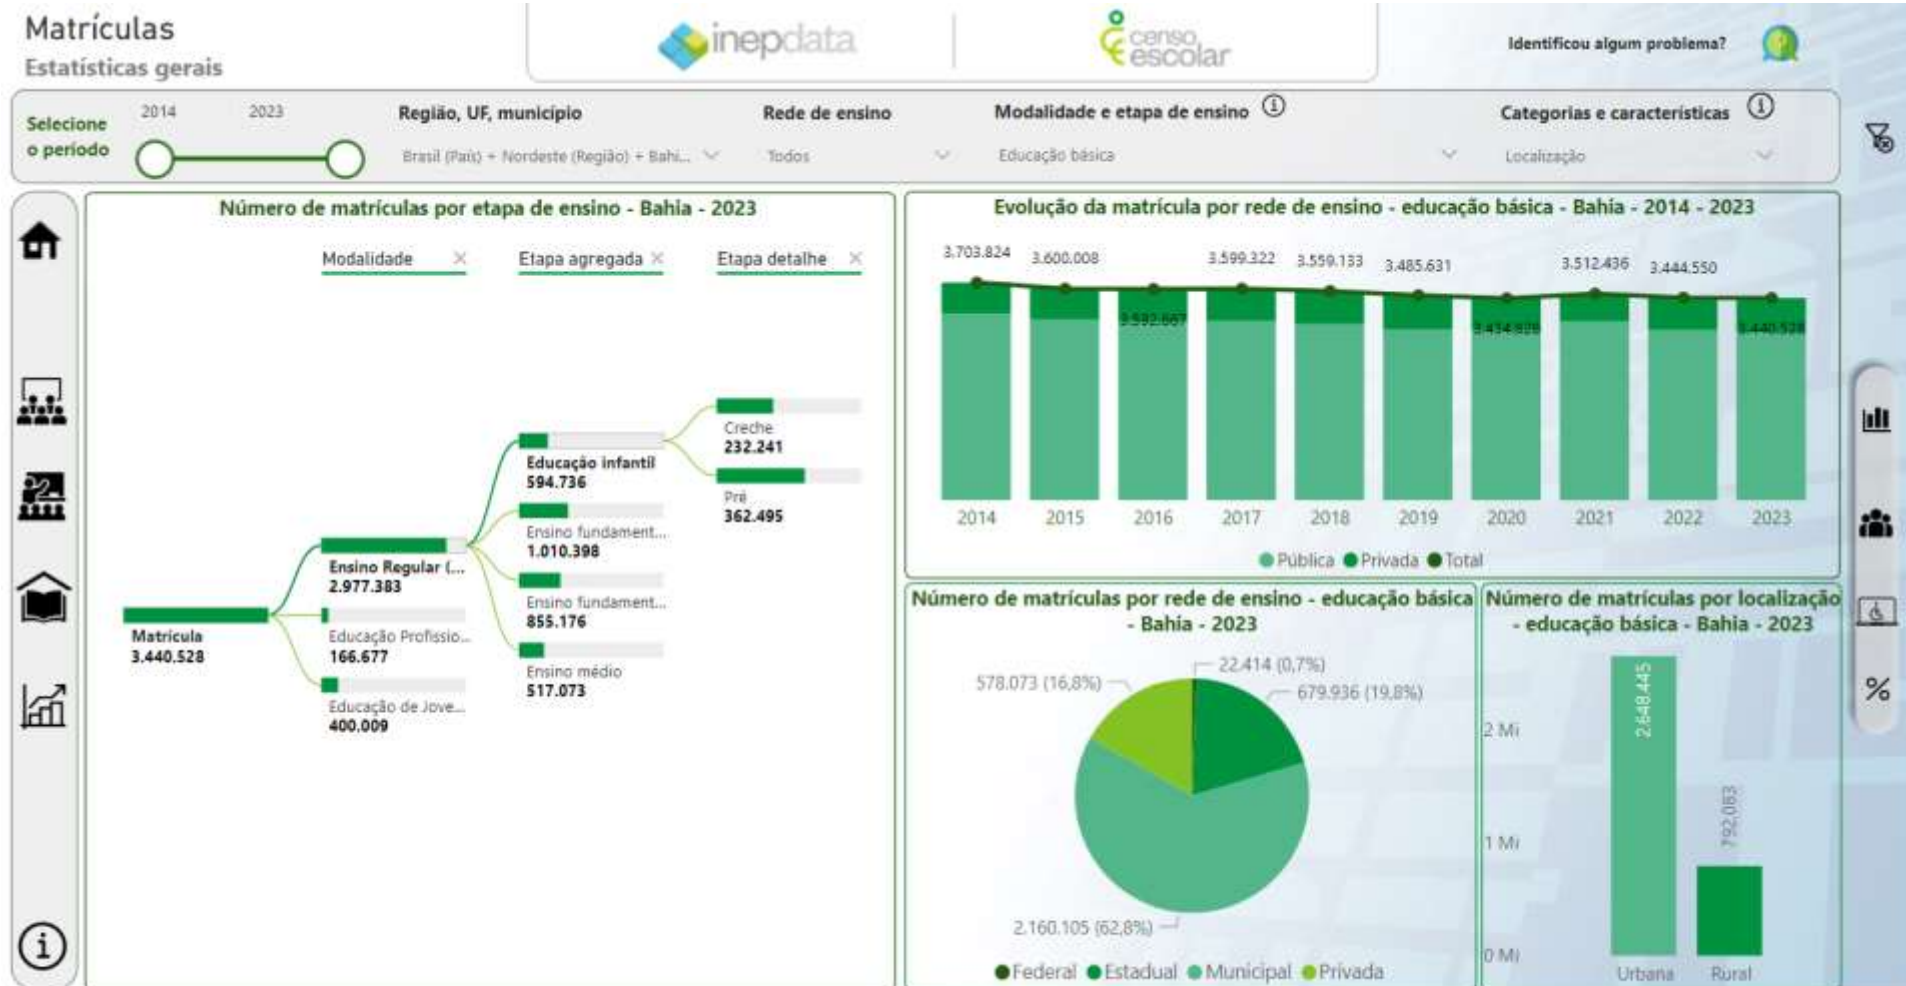 Matrículas
Estatísticas gerais
inepdata
censo
escolar
Identificou algum problema?
Selecione
o período
2014
2023
Região, UF, município
Brasil (País) + Nordeste (Região) + Bahi...
Rede de ensino
Todos
Modalidade e etapa de ensino
Educação básica
Categorias e características
Localização
Número de matrículas por etapa de ensino - Bahia - 2023
Modalidade
Etapa agregada
Etapa detalhe
Matrícula
3.440.528
Ensino Regular (...
2.977.383
Educação Profissio...
166.677
Educação de Jove...
400.009
Educação infantil
594.736
Ensino fundament...
1.010.398
Ensino fundament...
855.176
Ensino médio
517.073
Creche
232.241
Pré
362.495
Evolução da matrícula por rede de ensino - educação básica - Bahia - 2014 - 2023
3.703.824
3.600.008
3.592.667
3.599.322
3.559.133
3.485.631
3.512.436
3.444.550
3.440.528
2014 2015 2016 2017 2018 2019 2020 2021 2022 2023
Pública Privada Total
Número de matrículas por rede de ensino - educação básica
- Bahia - 2023
22.414 (0,7%)
578.073 (16,8%)
679.936 (19,8%)
2.160.105 (62,8%)
Federal Estadual Municipal Privada
Número de matrículas por localização
- educação básica - Bahia - 2023
2 Mi
1 Mi
0 Mi
2.648.445
792.083
Urbana
Rural
%